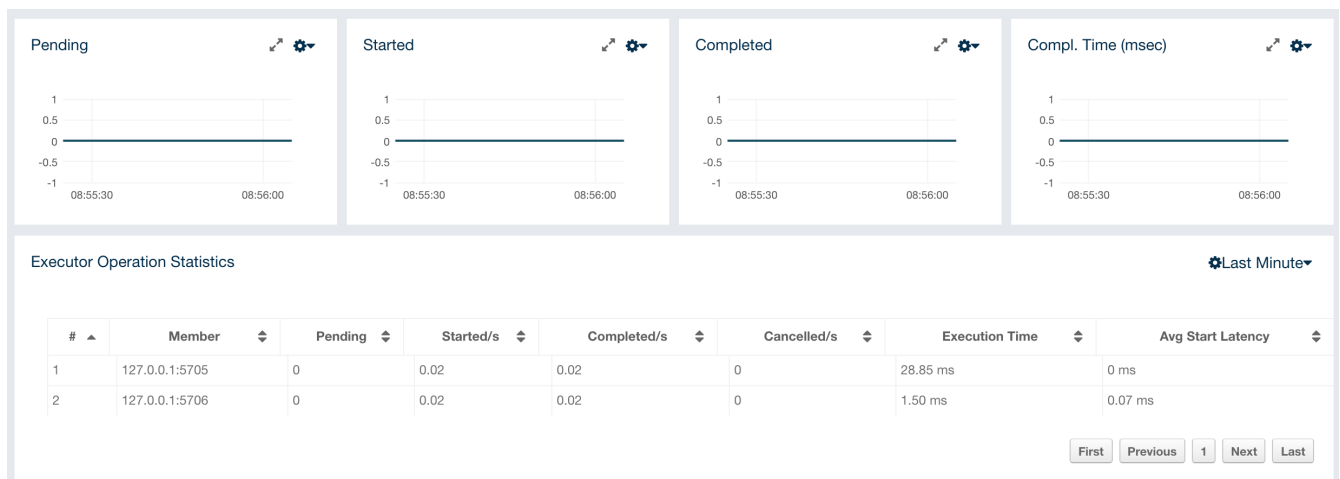 Pending Started Completed Compl. Time (msec)
1 1 1 1
0.5 0.5 0.5 0.5
0 0 0 0
-0.5 -0.5 -0.5 -0.5
-1 -1 -1 -1
08:55:30 08:56:00 08:55:30 08:56:00 08:55:30 08:56:00 08:55:30 08:56:00
Executor Operation Statistics Last Minute
# Member Pending Started/s Completed/s Cancelled/s Execution Time Avg Start Latency
1 127.0.0.1:5705 0 0.02 0.02 0 28.85 ms 0 ms
2 127.0.0.1:5706 0 0.02 0.02 0 1.50 ms 0.07 ms
First Previous 1 Next Last